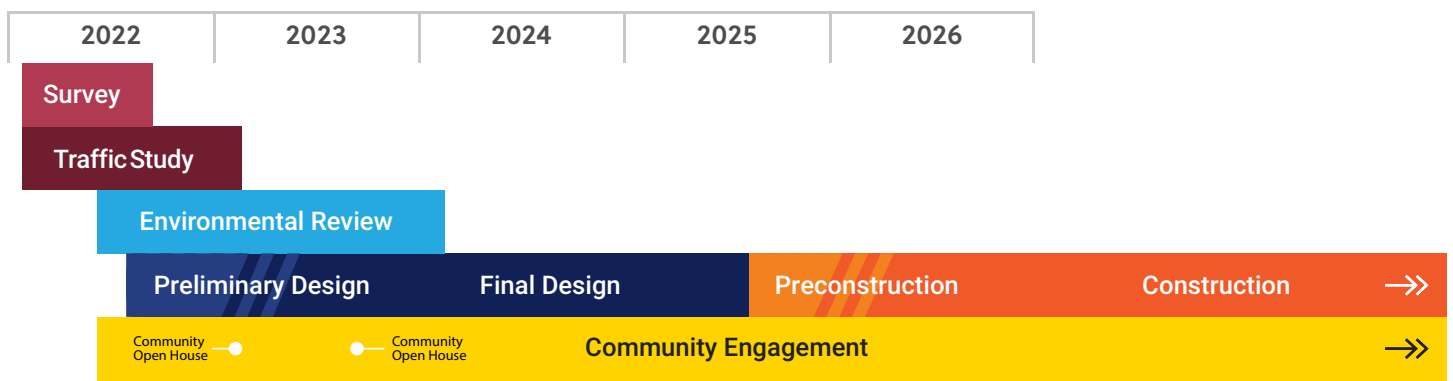 2022 2023 2024 2025 2026
Survey
Traffic Study
Environmental Review
Preliminary Design Final Design Preconstruction Construction
Community
Open House
Community
Open House
Community Engagement